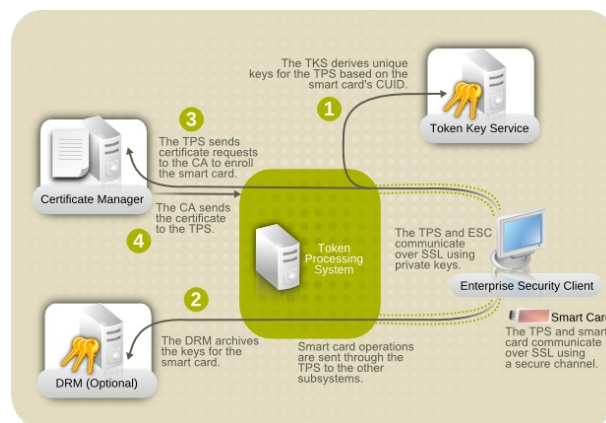 The TKS derives unique
keys for the TPS based on the
smart card's CUID.
1
Token Key Service
3
The TPS sends
certificate requests
to the CA to enroll
the smart card.
Certificate Manager
4
The CA sends
the certificate
to the TPS.
Token
Processing
System
The TPS and ESC
communicate
over SSL using
private keys.
Enterprise Security Client
Smart Card
The TPS and smart
card communicate
over SSL using
a secure channel.
2
The DRM archives
the keys for the
smart card.
DRM (Optional)
Smart card operations
are sent through the
TPS to the other
subsystems.